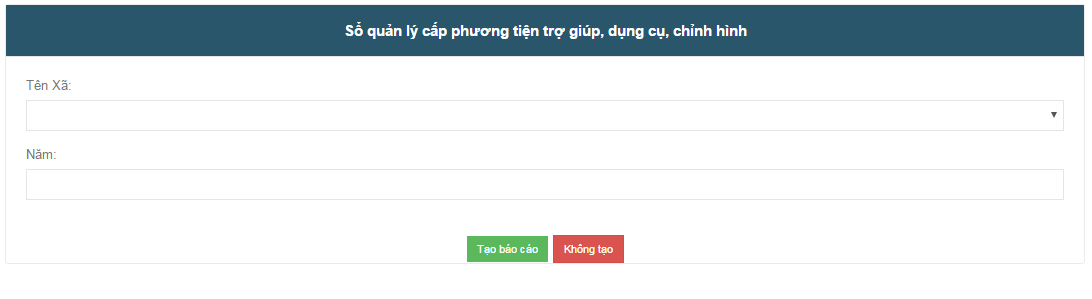 Sổ quản lý cấp phương tiện trợ giúp, dụng cụ, chỉnh hình
Tên Xã:
Năm:
Tạo báo cáo Không tạo